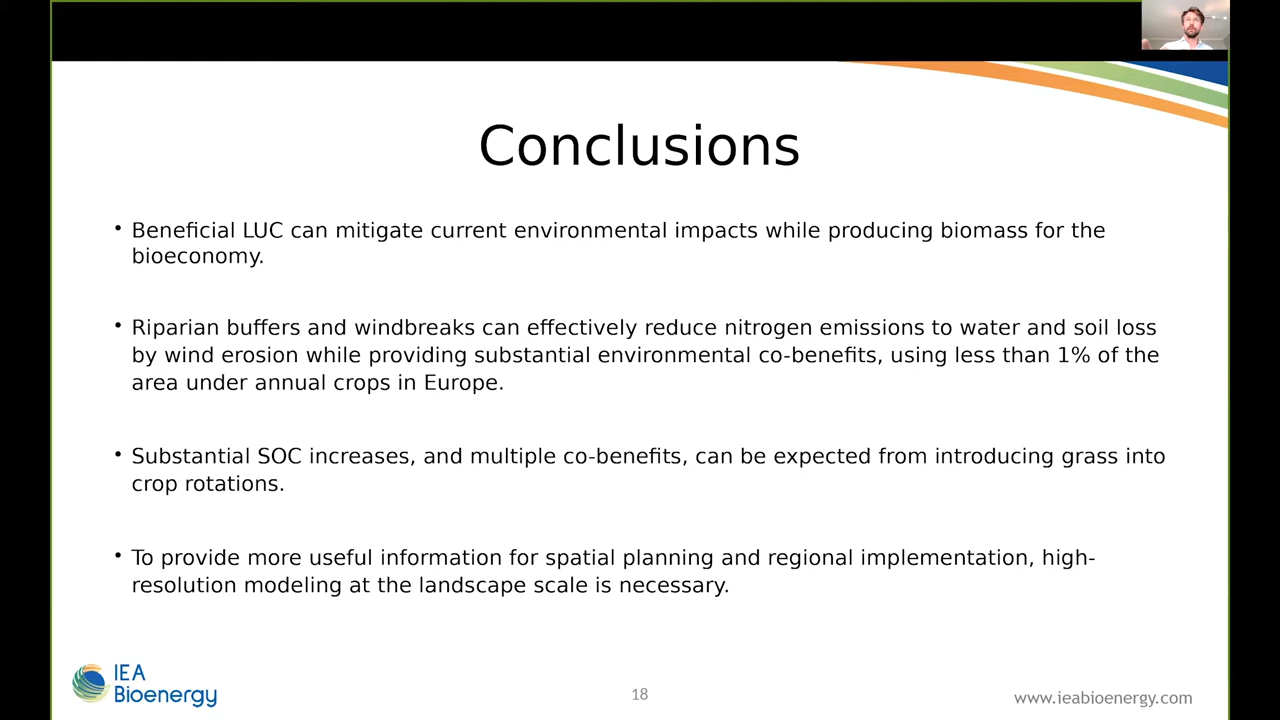 Conclusions
• Beneficial LUC can mitigate current environmental impacts while producing biomass for the
bioeconomy.
• Riparian buffers and windbreaks can effectively reduce nitrogen emissions to water and soil loss
by wind erosion while providing substantial environmental co-benefits, using less than 1% of the
area under annual crops in Europe.
• Substantial SOC increases, and multiple co-benefits, can be expected from introducing grass into
crop rotations.
• To provide more useful information for spatial planning and regional implementation, high-
resolution modeling at the landscape scale is necessary.
IEA
Bioenergy
18
www.ieabioenergy.com